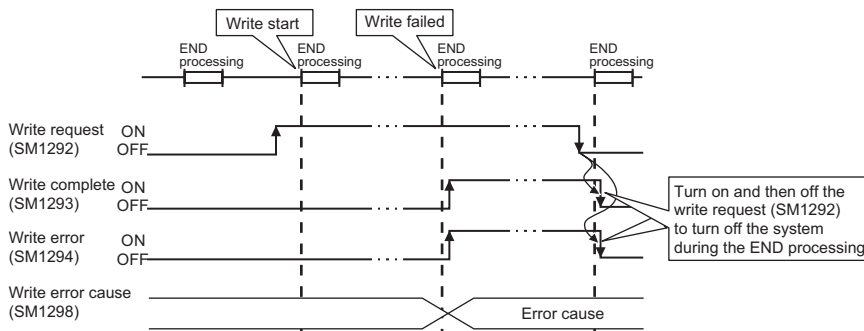 Write start
Write failed
END
processing
END
processing
END
processing
END
processing
Write request
(SM1292)
ON
OFF
Write complete
(SM1293)
ON
OFF
Write error
(SM1294)
ON
OFF
Turn on and then off the
write request (SM1292)
to turn off the system
during the END processing
Write error cause
(SM1298)
Error cause